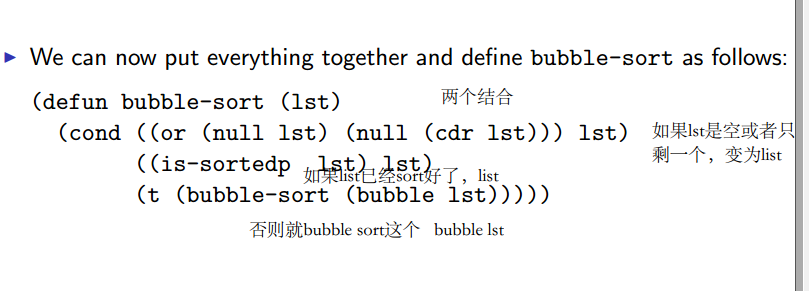 ▶ We can now put everything together and define bubble-sort as follows:
(defun bubble-sort (lst)
两个结合
(cond ((or (null lst) (null (cdr lst))) lst)
如果lst是空或者只
剩一个，变为list
((is-sortedp lst) lst)
如果list已经sort好了，list
(t (bubble-sort (bubble lst)))))
否则就bubble sort这个 bubble lst